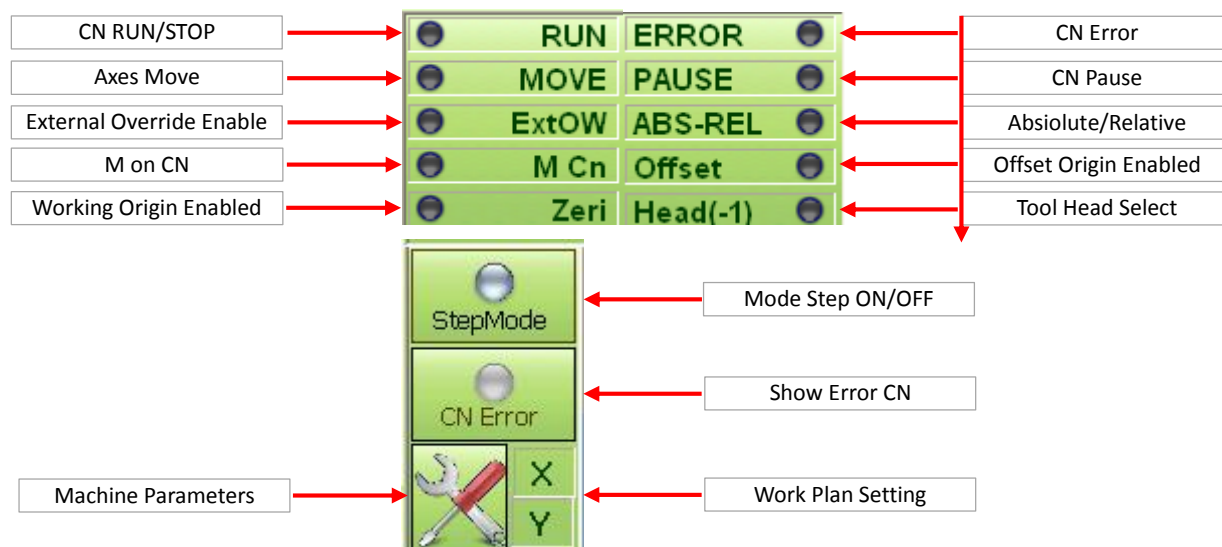 CN RUN/STOP RUN ERROR CN Error
Axes Move MOVE PAUSE CN Pause
External Override Enable ExtOW ABS-REL Absiolute/Relative
M on CN M Cn Offset Offset Origin Enabled
Working Origin Enabled Zeri Head(-1) Tool Head Select
StepMode Mode Step ON/OFF
CN Error Show Error CN
Machine Parameters X Work Plan Setting
Y